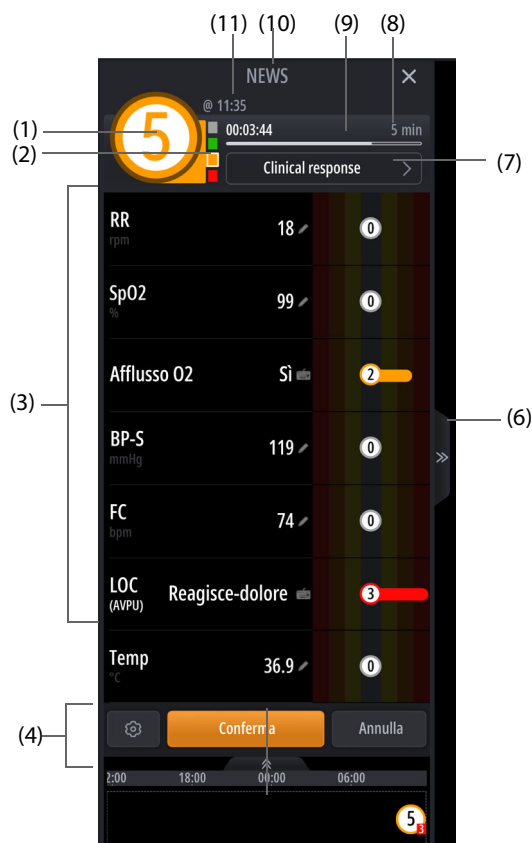 (11) (10) (9) (8)
NEWS
@ 11:35
(1) 5 00:03:44 5 min
(2) Clinical response (7)
RR 18 0
rpm
SpO2 99 0
%
Afflusso O2 Sì 2
(3)
(6)
BP-S 119 0
mmHg
FC 74 0
bpm
LOC Reagisce-dolore 3
(AVPU)
Temp 36.9 0
°C
(4) Conferma Annulla
2:00 18:00 00:00 06:00
5 3